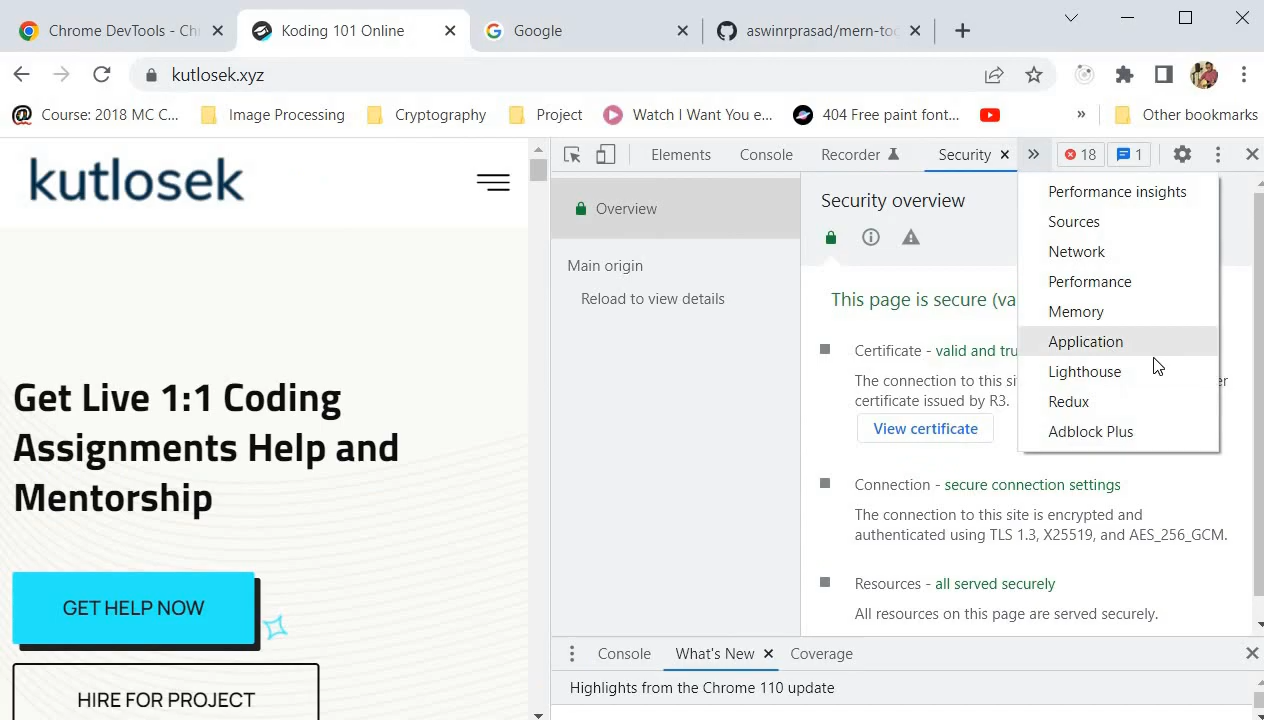 Chrome DevTools - Ch
Koding 101 Online
Google
aswinrprasad/mern-too
kutlosek.xyz
Course: 2018 MC C...
Image Processing
Cryptography
Project
Watch I Want You e...
404 Free paint font...
»
Other bookmarks
kutlosek
Get Live 1:1 Coding
Assignments Help and
Mentorship
GET HELP NOW
HIRE FOR PROJECT
Elements
Console
Recorder
Security
»
18
1
Overview
Main origin
Reload to view details
Security overview
This page is secure (va
Certificate - valid and tru
The connection to this si
er
certificate issued by R3.
View certificate
Connection - secure connection settings
The connection to this site is encrypted and
authenticated using TLS 1.3, X25519, and AES_256_GCM.
Resources - all served securely
All resources on this page are served securely.
Performance insights
Sources
Network
Performance
Memory
Application
Lighthouse
Redux
Adblock Plus
Console
What's New
Coverage
Highlights from the Chrome 110 update